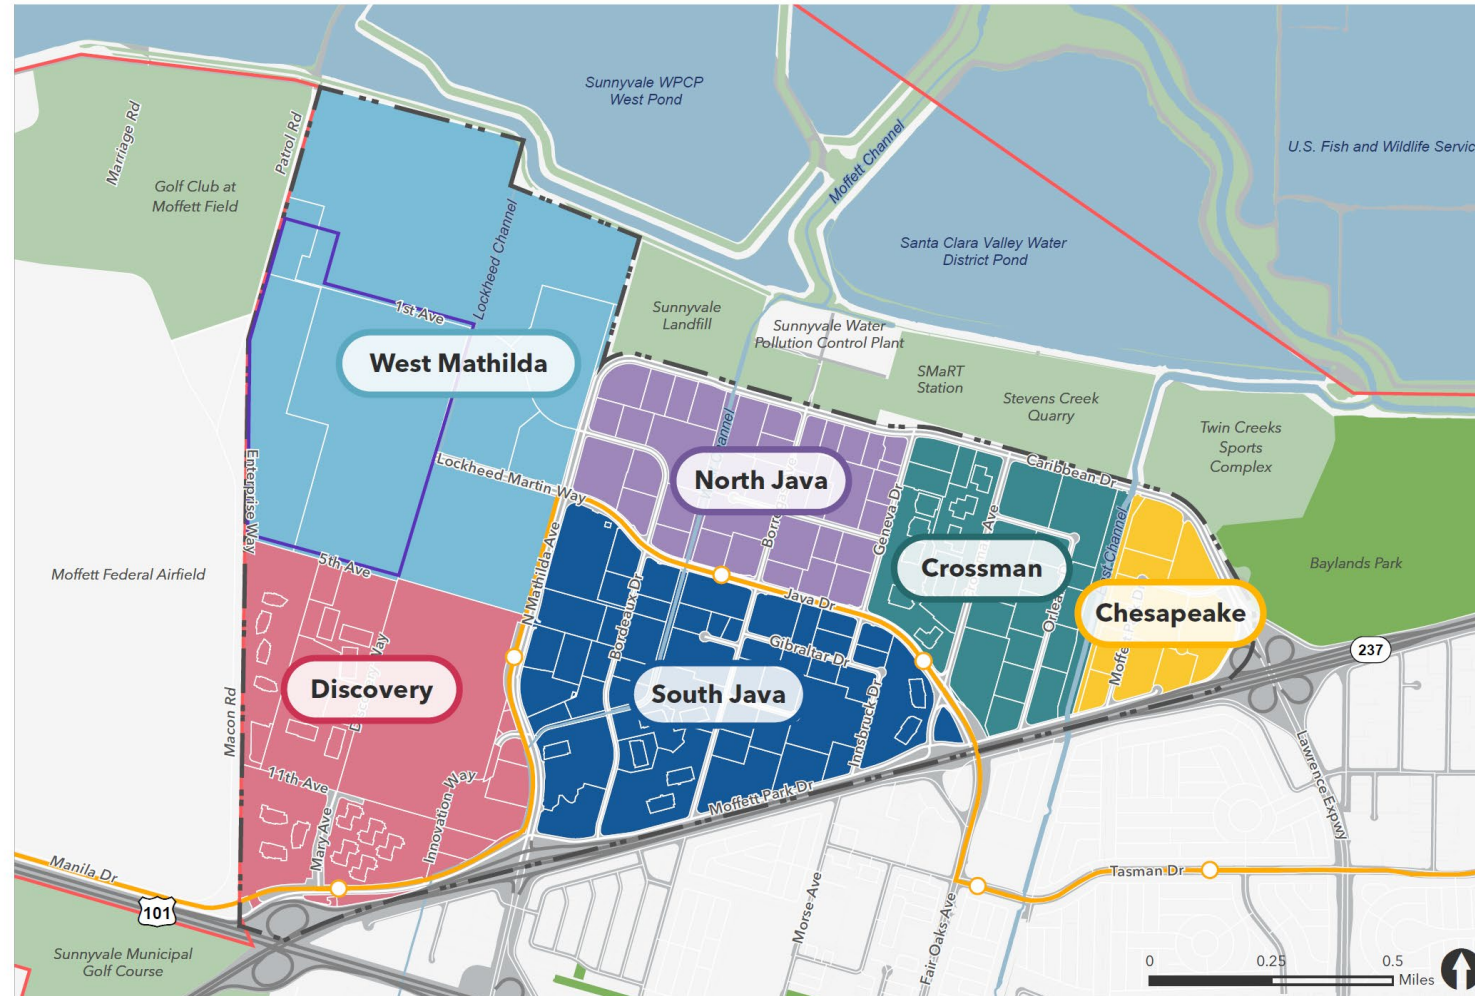 Sunnyvale WPCP
West Pond
Marriage Rd
Patrol Rd
Moffett Channel
U.S. Fish and Wildlife Servic
Golf Club at
Moffett Field
Lockheed Channel
Santa Clara Valley Water
District Pond
Sunnyvale
Landfill
1st Ave
Sunnyvale Water
Pollution Control Plant
West Mathilda
SMaRT
Station
Stevens Creek
Quarry
Twin Creeks
Sports
Complex
Channel
Lockheed Martin Way
North Java
Caribbean Dr
Enterprise Way
Geneva Dr
N Mathilda Ave
Ave
Channel
Moffett Federal Airfield
5th Ave
Crossman
Baylands Park
Java Dr
Bordeaux Dr
Chesapeake
Gibraltar Dr
237
Discovery
South Java
Way
Macon Rd
Innsbruck Dr
11th Ave
Innovation Way
Moffett Park Dr
Lawrence Expwy
Mary Ave
Manila Dr
Tasman Dr
101
Morse Ave
Fair Oaks Ave
Sunnyvale Municipal
Golf Course
0 0.25 0.5
Miles